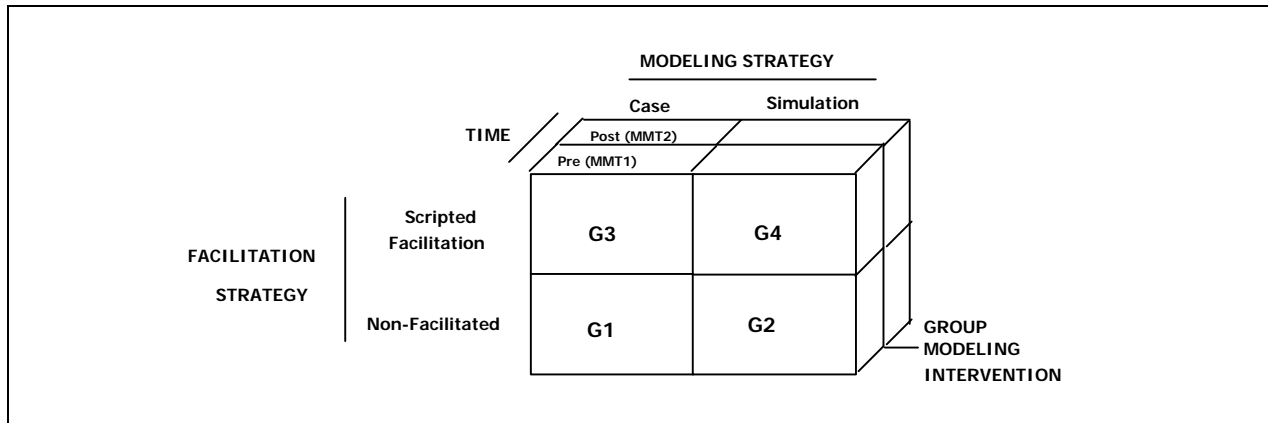 MODELING STRATEGY
Case
Simulation
TIME
Post (MMT2)
Pre (MMT1)
Scripted
Facilitation
G3
G4
FACILITATION
STRATEGY
Non-Facilitated
G1
G2
GROUP
MODELING
INTERVENTION